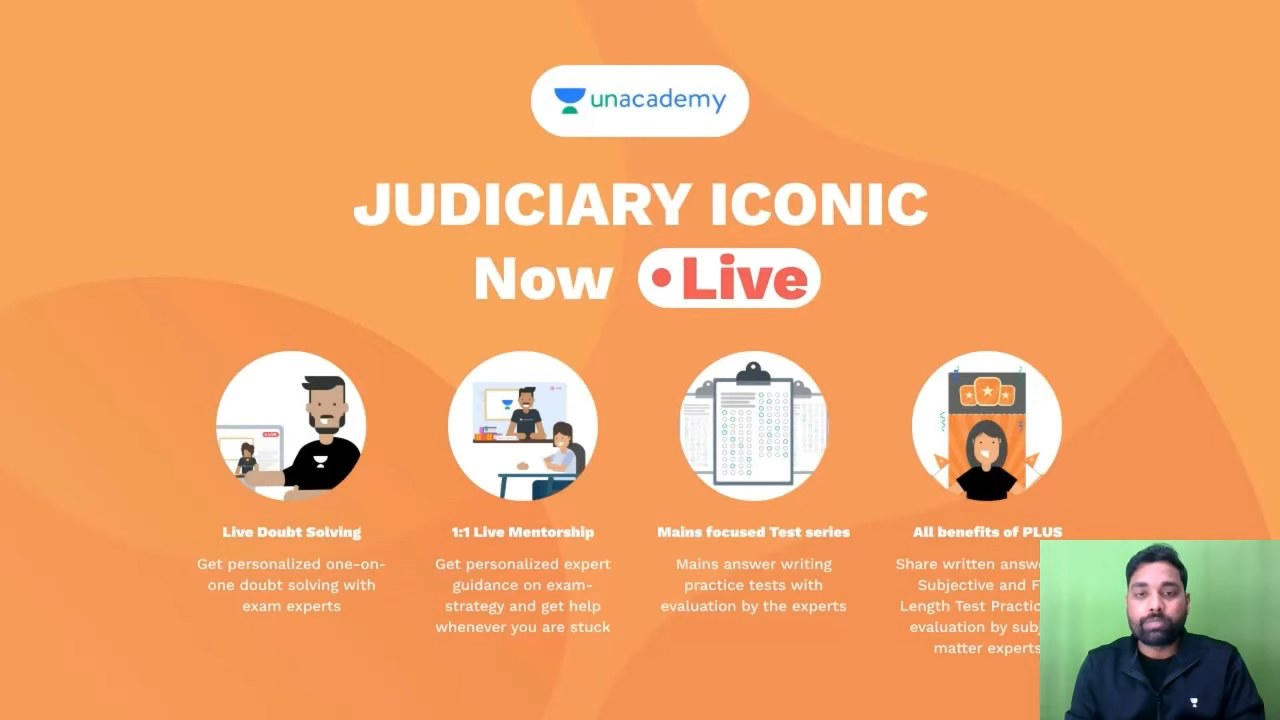 unacademy
JUDICIARY ICONIC
Now • Live
Live Doubt Solving
Get personalized one-on-
one doubt solving with
exam experts
1:1 Live Mentorship
Get personalized expert
guidance on exam-
strategy and get help
whenever you are stuck
Mains focused Test series
Mains answer writing
practice tests with
evaluation by the experts
All benefits of PLUS
Share written
Subjective and
Length Test
evaluation by
matter experts